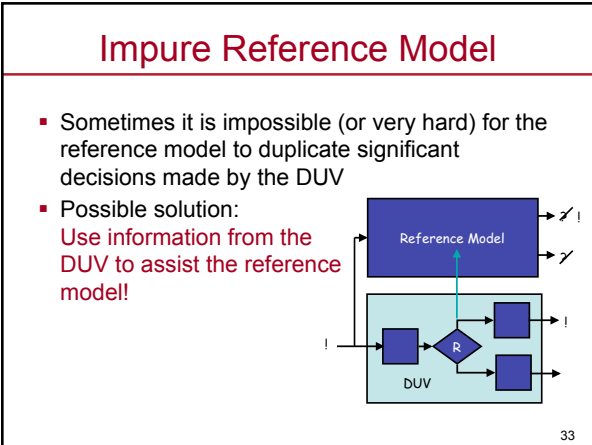 Impure Reference Model
▪ Sometimes it is impossible (or very hard) for the
reference model to duplicate significant
decisions made by the DUV
▪ Possible solution:
Use information from the
DUV to assist the reference
model!
Reference Model
? !
?
!
R
!
DUV
33